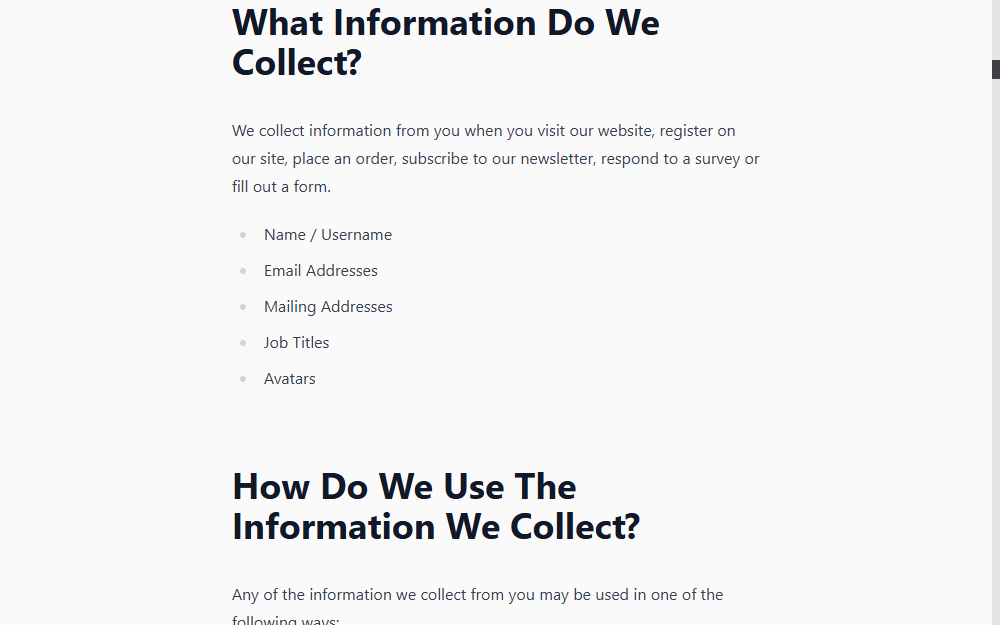 What Information Do We
Collect?
We collect information from you when you visit our website, register on
our site, place an order, subscribe to our newsletter, respond to a survey or
fill out a form.
Name / Username
Email Addresses
Mailing Addresses
Job Titles
Avatars
How Do We Use The
Information We Collect?
Any of the information we collect from you may be used in one of the
following ways: